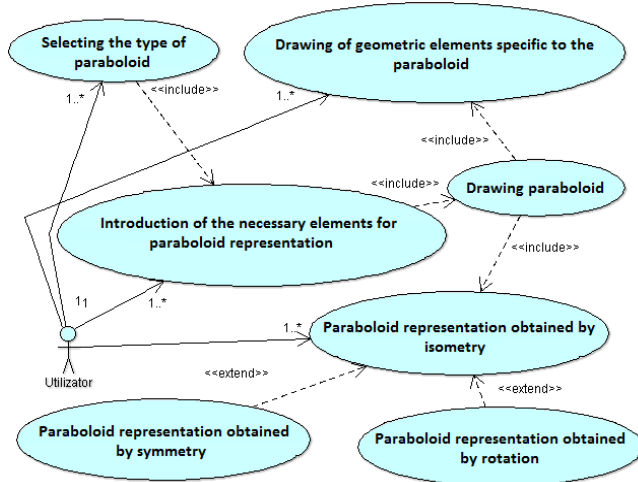 Selecting the type of
paraboloid
Drawing of geometric elements specific to the
paraboloid
1..*
<<include>>
1..*
<<include>>
<<include>>
Drawing paraboloid
Introduction of the necessary elements for
paraboloid representation
<<include>>
1
1
1..*
1..*
Paraboloid representation obtained by
isometry
Utilizator
<<extend>>
<<extend>>
Paraboloid representation obtained
by symmetry
Paraboloid representation obtained
by rotation